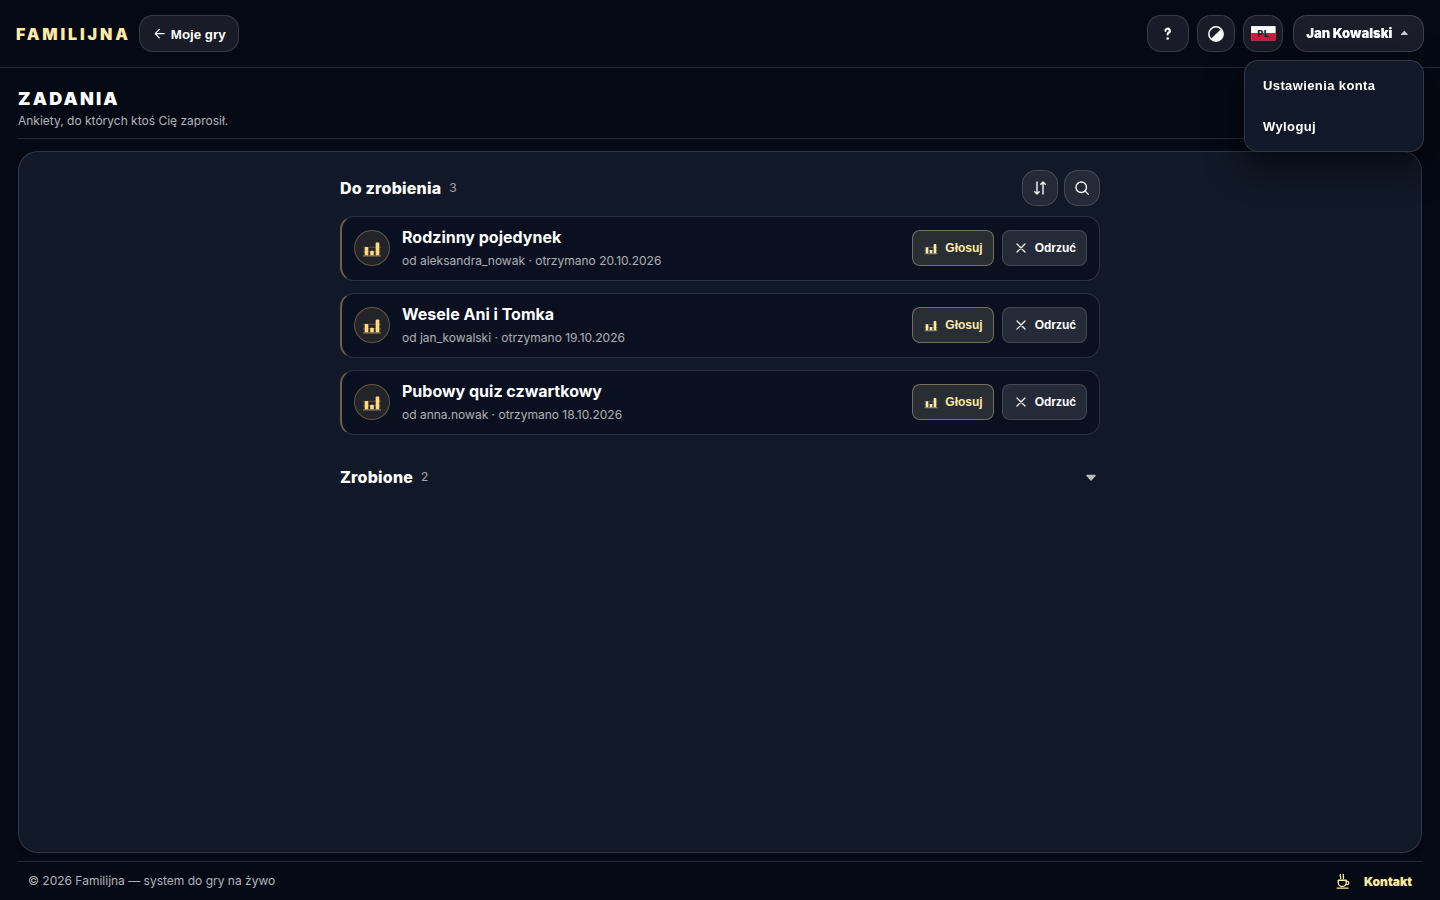 FAMILIJNA
Moje gry
?
PL
Jan Kowalski
Ustawienia konta
Wyloguj
ZADANIA
Ankiety, do których ktoś Cię zaprosił.
Do zrobienia 3
Rodzinny pojedynek
od aleksandra_nowak · otrzymano 20.10.2026
Głosuj
Odrzuć
Wesele Ani i Tomka
od jan_kowalski · otrzymano 19.10.2026
Głosuj
Odrzuć
Pubowy quiz czwartkowy
od anna.nowak · otrzymano 18.10.2026
Głosuj
Odrzuć
Zrobione 2
© 2026 Familijna — system do gry na żywo
Kontakt